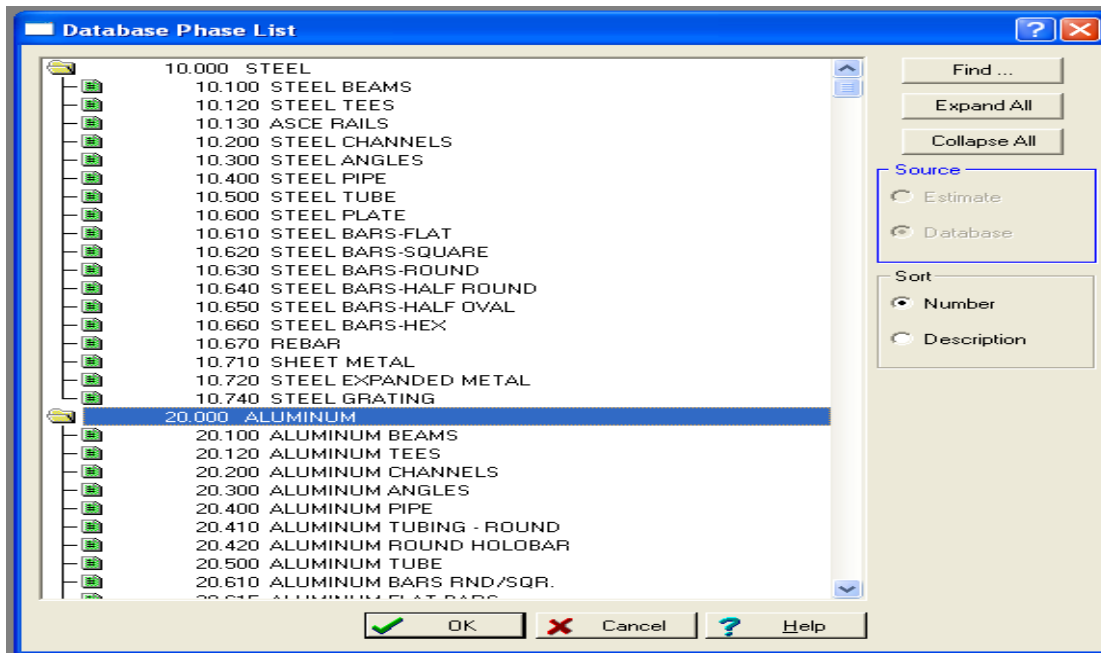 Database Phase List
10.000 STEEL
10.100 STEEL BEAMS
10.120 STEEL TEES
10.130 ASCE RAILS
10.200 STEEL CHANNELS
10.300 STEEL ANGLES
10.400 STEEL PIPE
10.500 STEEL TUBE
10.600 STEEL PLATE
10.610 STEEL BARS-FLAT
10.620 STEEL BARS-SQUARE
10.630 STEEL BARS-ROUND
10.640 STEEL BARS-HALF ROUND
10.650 STEEL BARS-HALF OVAL
10.660 STEEL BARS-HEX
10.670 REBAR
10.710 SHEET METAL
10.720 STEEL EXPANDED METAL
10.740 STEEL GRATING
20.000 ALUMINUM
20.100 ALUMINUM BEAMS
20.120 ALUMINUM TEES
20.200 ALUMINUM CHANNELS
20.300 ALUMINUM ANGLES
20.400 ALUMINUM PIPE
20.410 ALUMINUM TUBING - ROUND
20.420 ALUMINUM ROUND HOLOBAR
20.500 ALUMINUM TUBE
20.610 ALUMINUM BARS RND/SQR.
Find ...
Expand All
Collapse All
Source
Estimate
Database
Sort
Number
Description
OK
Cancel
Help